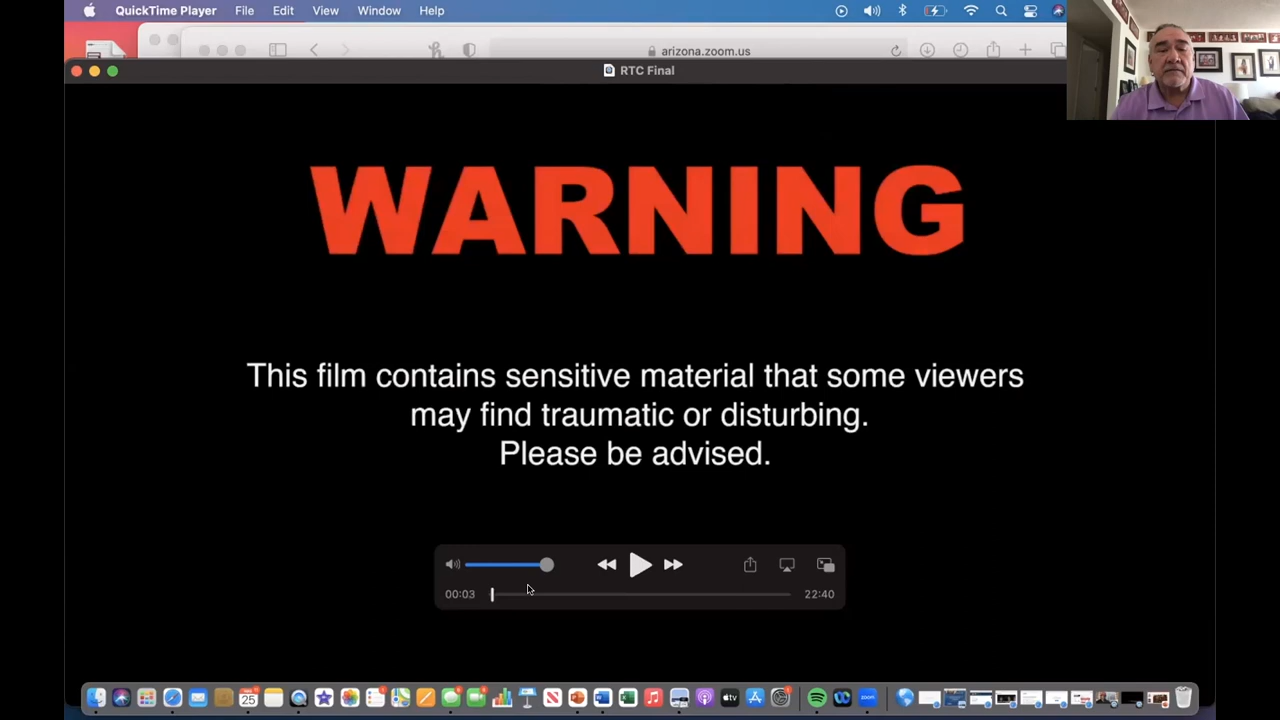 QuickTime Player File Edit View Window Help
arizona.zoom.us
RTC Final
WARNING
This film contains sensitive material that some viewers
may find traumatic or disturbing.
Please be advised.
00:03 22:40
25